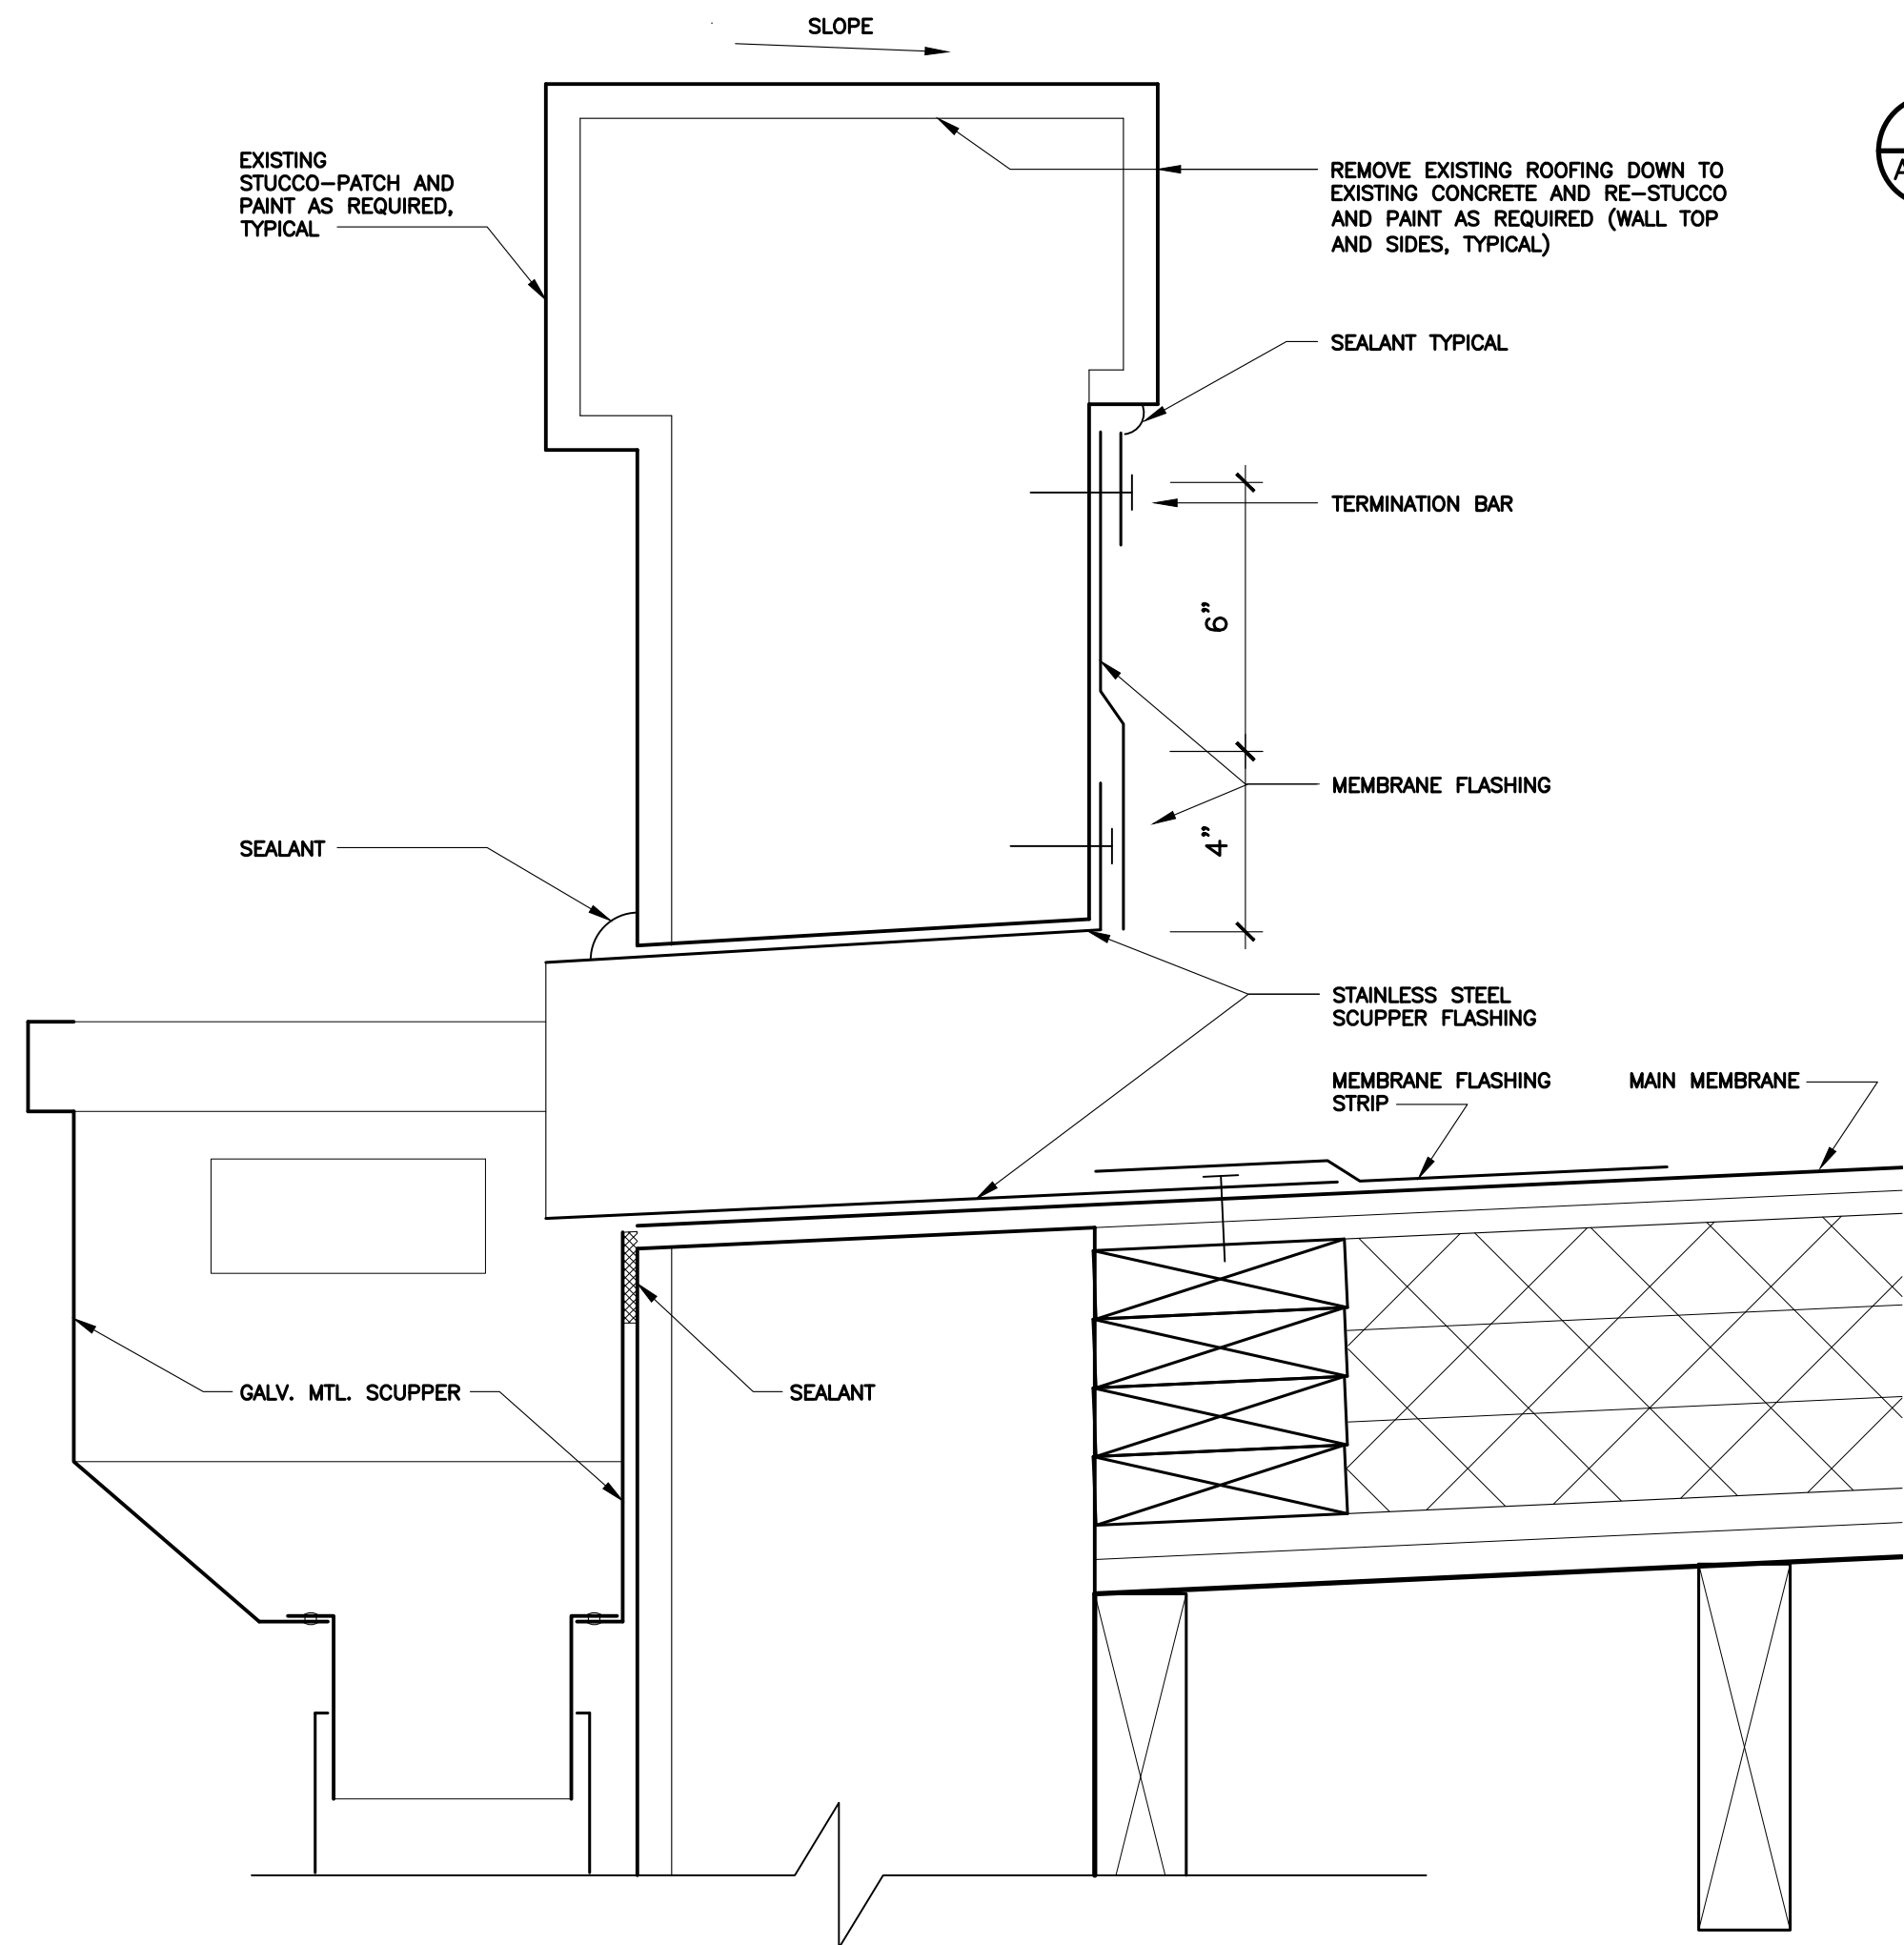 SLOPE
EXISTING
STUCCO-PATCH AND
PAINT AS REQUIRED,
TYPICAL
REMOVE EXISTING ROOFING DOWN TO
EXISTING CONCRETE AND RE-STUCCO
AND PAINT AS REQUIRED (WALL TOP
AND SIDES, TYPICAL)
SEALANT TYPICAL
TERMINATION BAR
6"
MEMBRANE FLASHING
4"
SEALANT
STAINLESS STEEL
SCUPPER FLASHING
MEMBRANE FLASHING
STRIP
MAIN MEMBRANE
GALV. MTL. SCUPPER
SEALANT